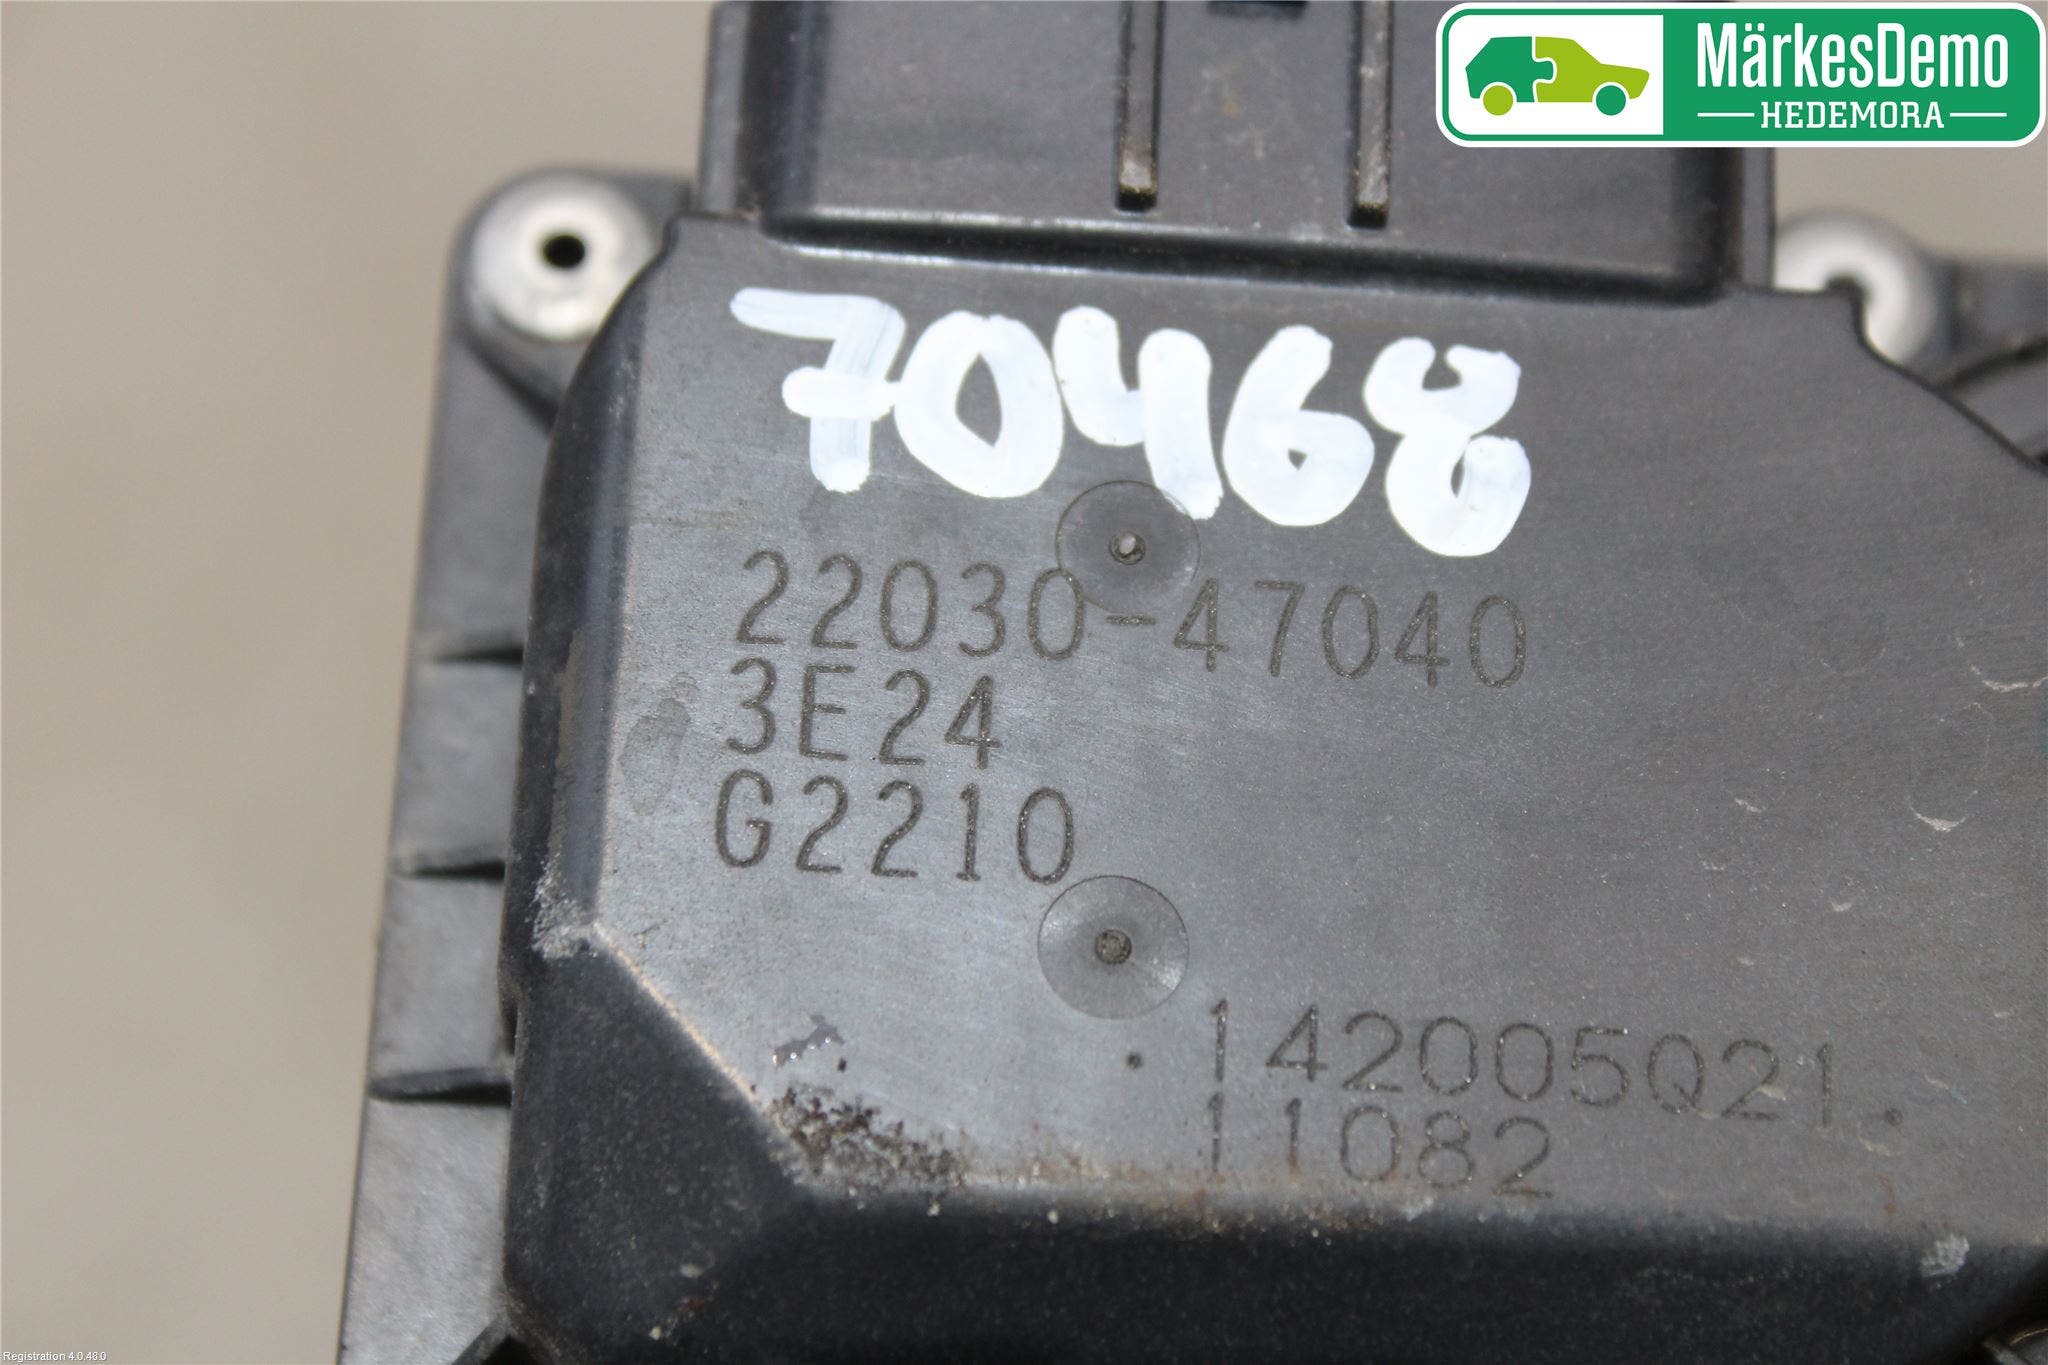 MärkesDemo
HEDEMORA
70468
22030-47040
3E24
G2210
142005Q21.
11082
Registration 4.0.48.0